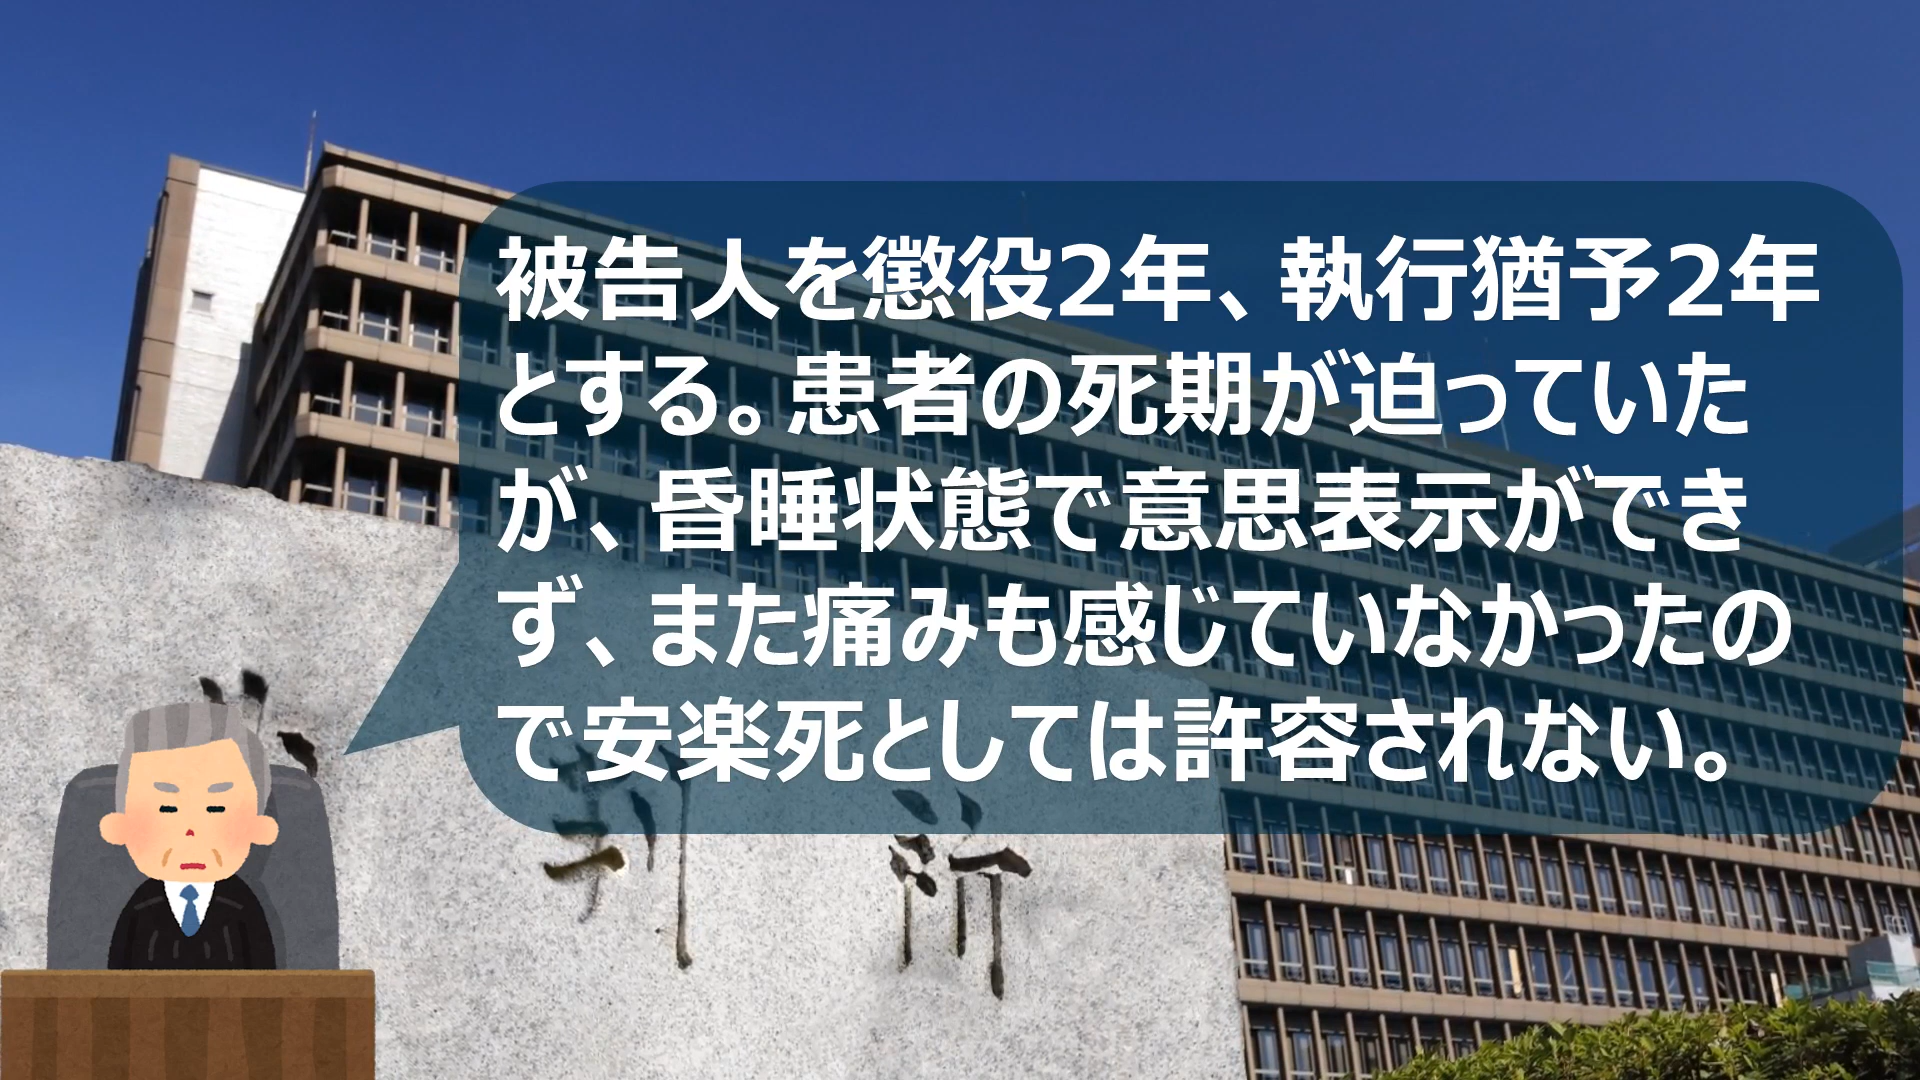 被告人を懲役2年、執行猶予2年
とする。患者の死期が迫っていた
が、昏睡状態で意思表示ができ
ず、また痛みも感じていなかったの
で安楽死としては許容されない。